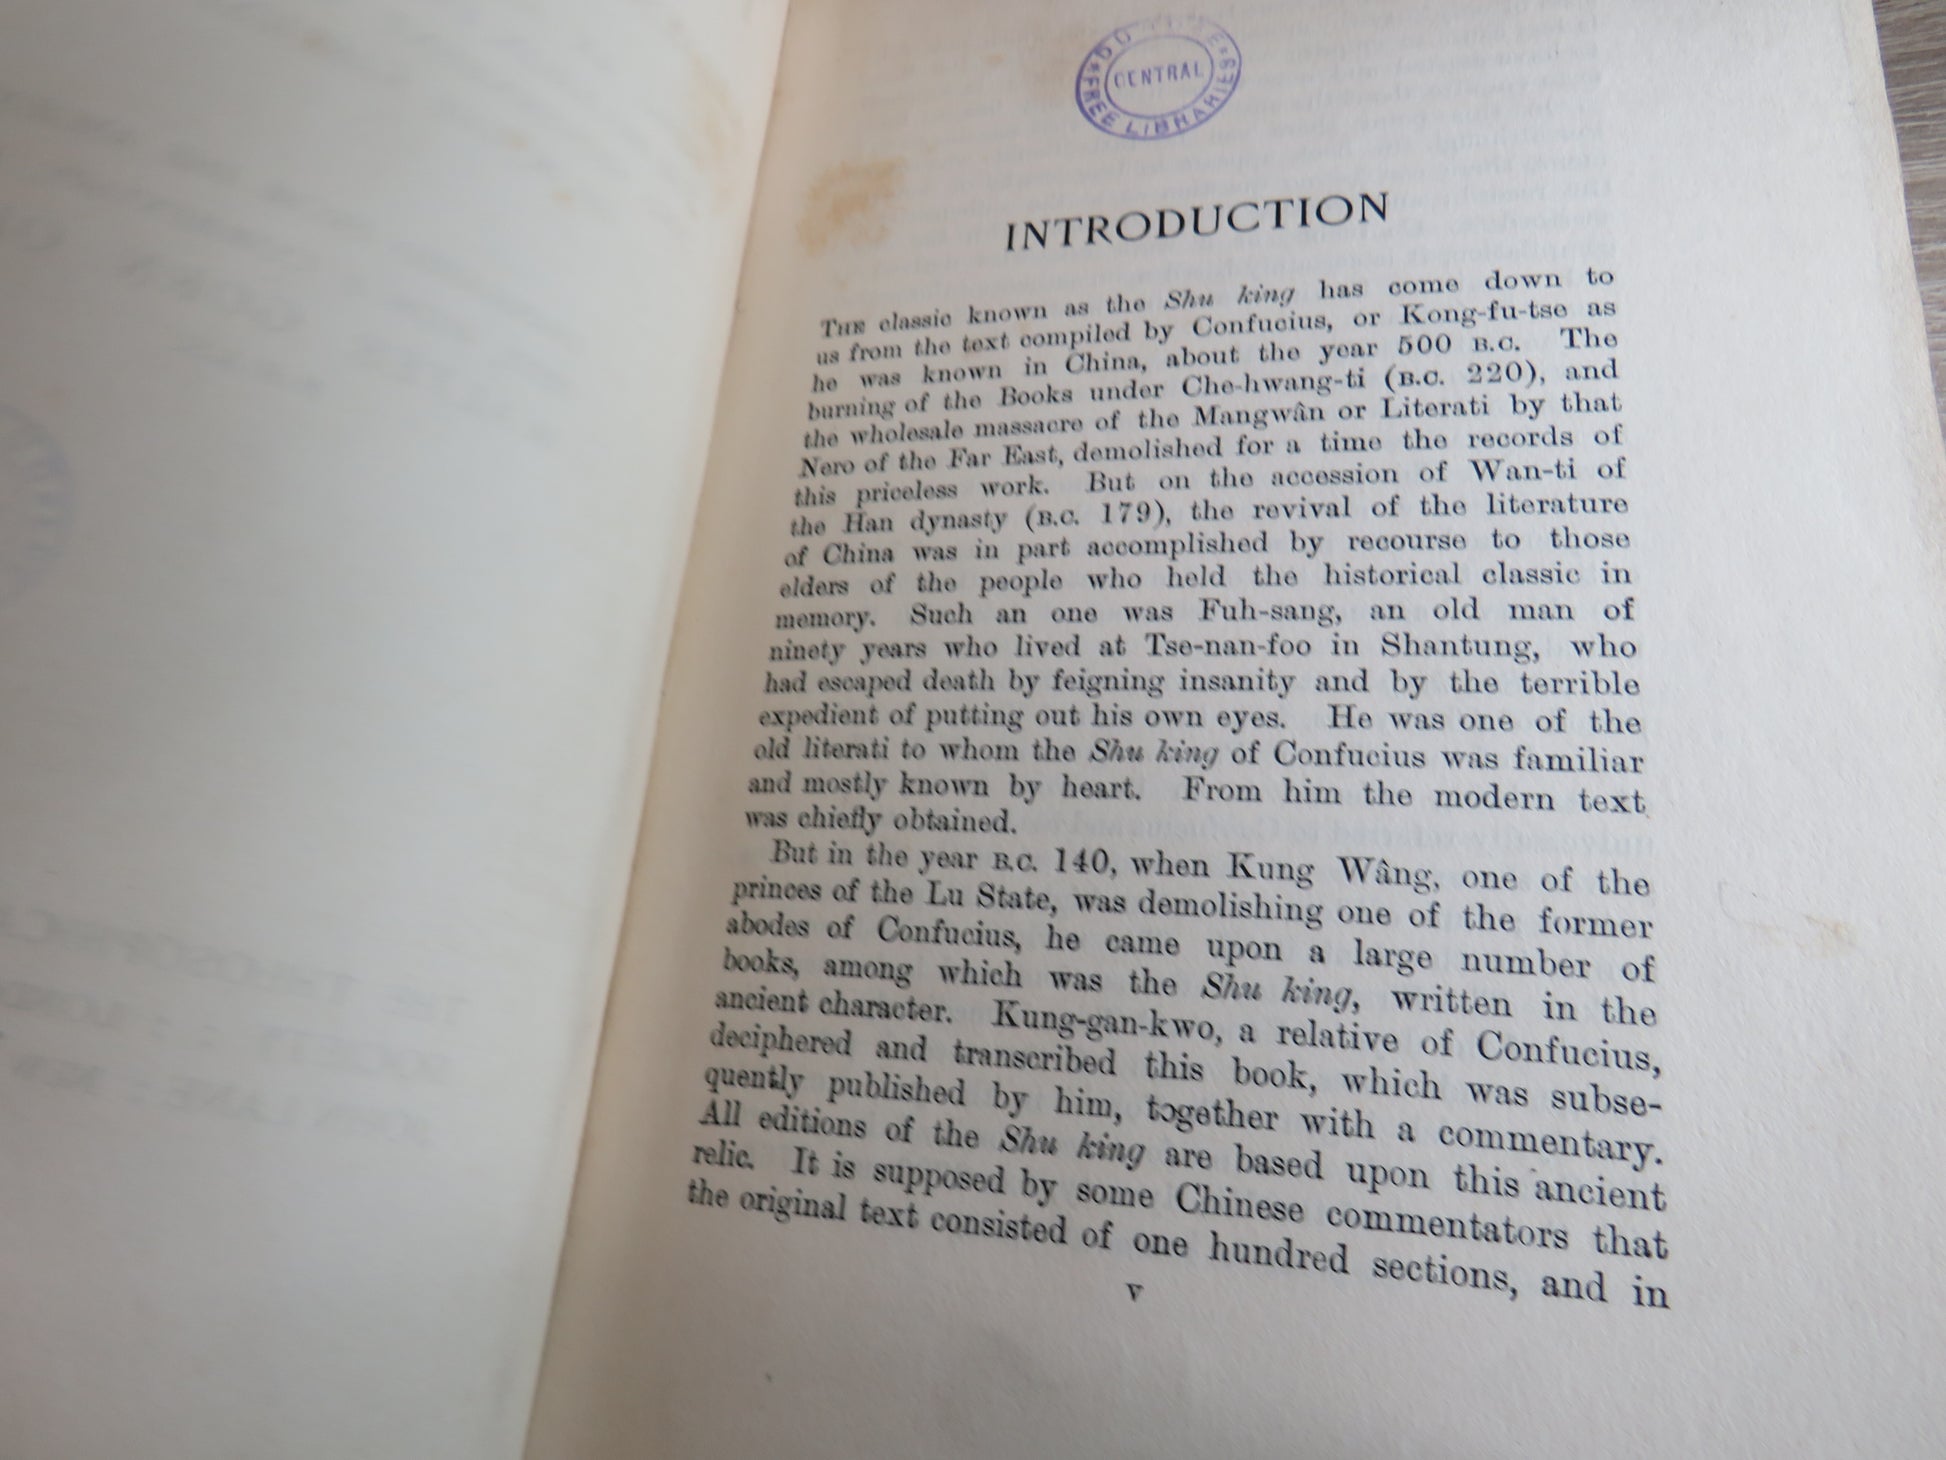 CENTRAL
FREE LIBRARIES
INTRODUCTION
THE classic known as the Shu king has come down to
us from the text compiled by Confucius, or Kong-fu-tse as
he was known in China, about the year 500 B.C. The
burning of the Books under Che-hwang-ti (B.C. 220), and
the wholesale massacre of the Mangwân or Literati by that
Nero of the Far East, demolished for a time the records of
this priceless work. But on the accession of Wan-ti of
the Han dynasty (B.C. 179), the revival of the literature
of China was in part accomplished by recourse to those
elders of the people who held the historical classic in
memory. Such an one was Fuh-sang, an old man of
ninety years who lived at Tse-nan-foo in Shantung, who
had escaped death by feigning insanity and by the terrible
expedient of putting out his own eyes. He was one of the
old literati to whom the Shu king of Confucius was familiar
and mostly known by heart. From him the modern text
was chiefly obtained.
But in the year B.C. 140, when Kung Wâng, one of the
princes of the Lu State, was demolishing one of the former
abodes of Confucius, he came upon a large number of
books, among which was the Shu king, written in the
ancient character. Kung-gan-kwo, a relative of Confucius,
deciphered and transcribed this book, which was subse-
quently published by him, together with a commentary.
All editions of the Shu king are based upon this ancient
relic. It is supposed by some Chinese commentators that
the original text consisted of one hundred sections, and in
v